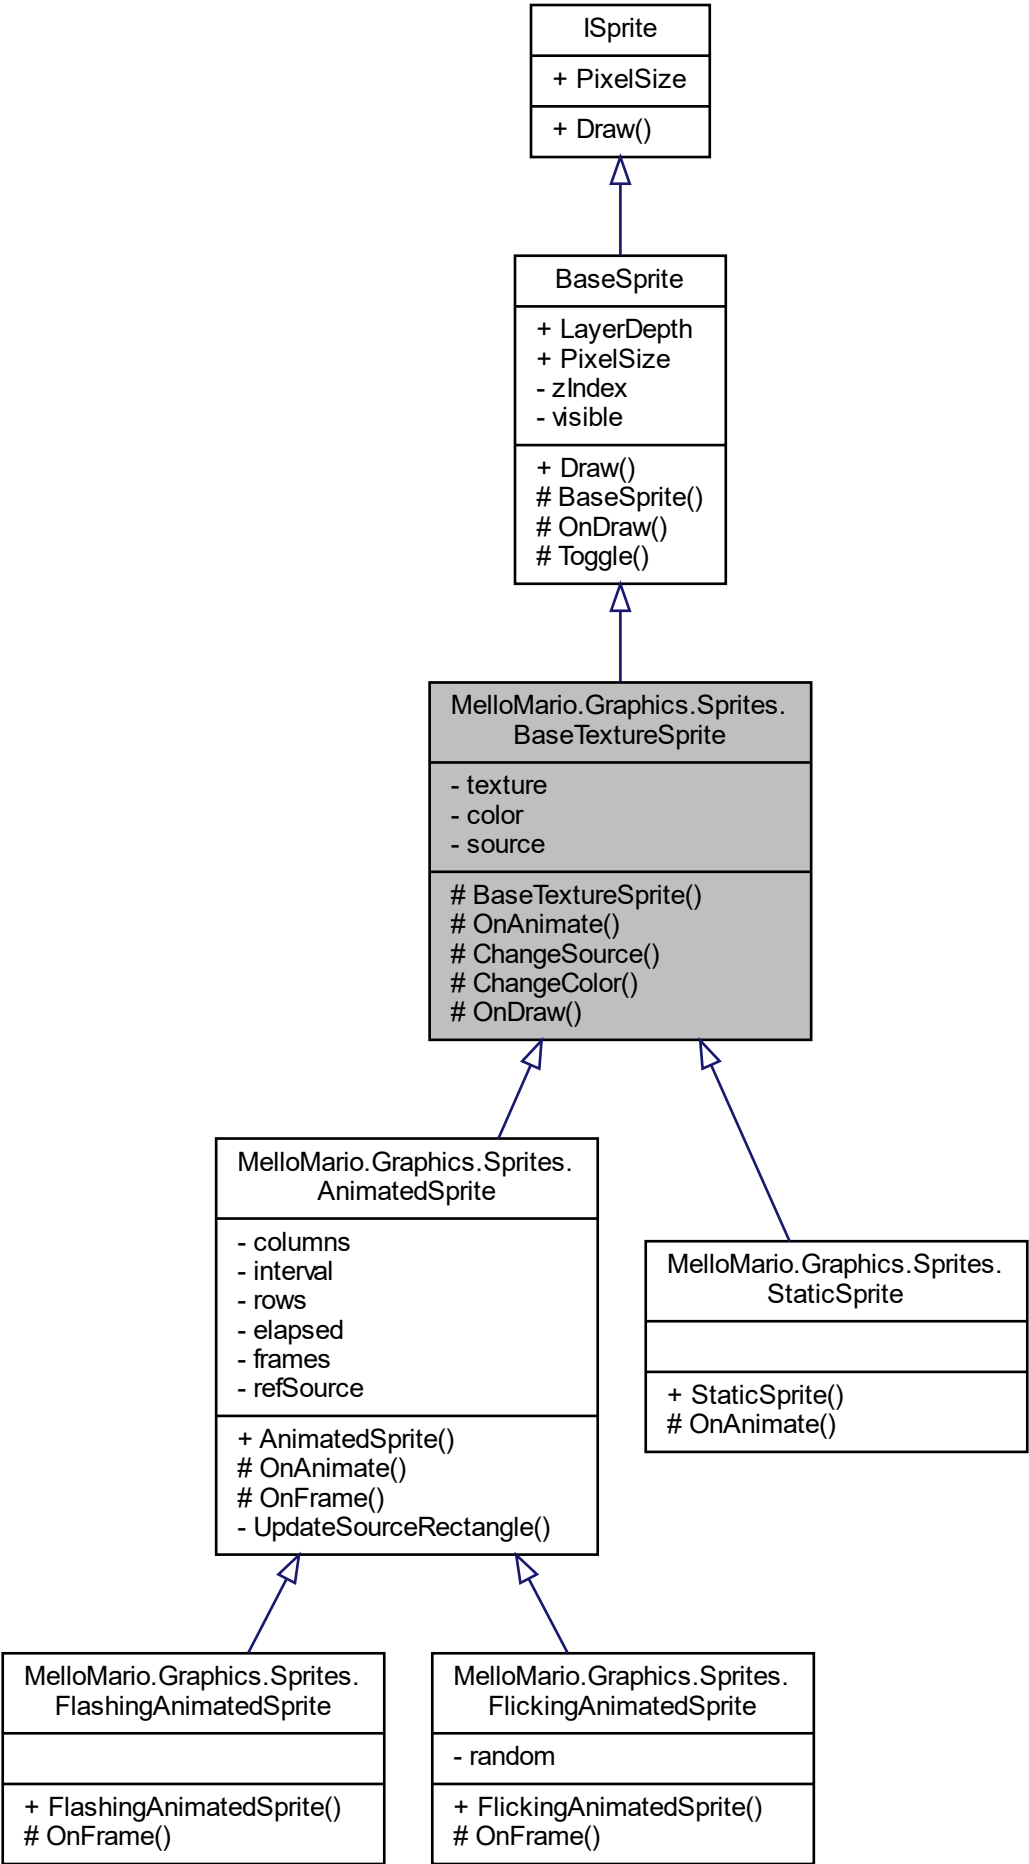 ISprite
+ PixelSize
+ Draw()
BaseSprite
+ LayerDepth
+ PixelSize
- zIndex
- visible
+ Draw()
# BaseSprite()
# OnDraw()
# Toggle()
MelloMario.Graphics.Sprites.
BaseTextureSprite
- texture
- color
- source
# BaseTextureSprite()
# OnAnimate()
# ChangeSource()
# ChangeColor()
# OnDraw()
MelloMario.Graphics.Sprites.
AnimatedSprite
- columns
- interval
- rows
- elapsed
- frames
- refSource
+ AnimatedSprite()
# OnAnimate()
# OnFrame()
- UpdateSourceRectangle()
MelloMario.Graphics.Sprites.
StaticSprite
+ StaticSprite()
# OnAnimate()
MelloMario.Graphics.Sprites.
FlashingAnimatedSprite
+ FlashingAnimatedSprite()
# OnFrame()
MelloMario.Graphics.Sprites.
FlickingAnimatedSprite
- random
+ FlickingAnimatedSprite()
# OnFrame()